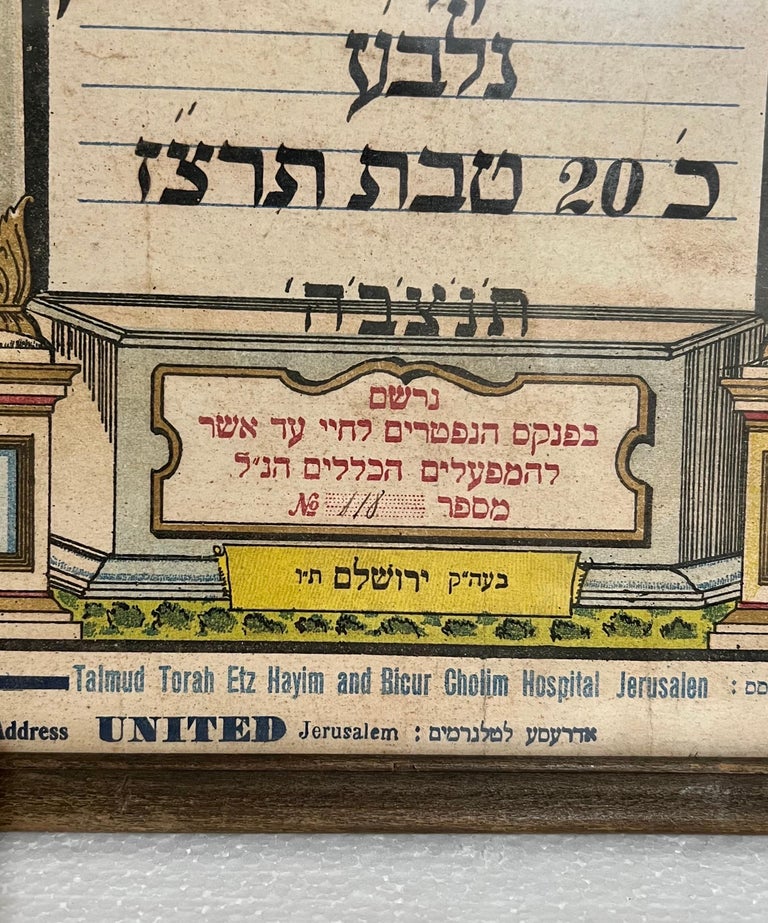 נלבע
כ׳ 20 טבת תרצ״ז
ת׳נ׳צ׳ב׳ה׳
נרשם
בפנקס הנפטרים לחיי עד אשר
להמפעלים הכללים הנ״ל
מספר 118 №
בעה״ק ירושלם ת״ו
Talmud Torah Etz Hayim and Bicur Cholim Hospital Jerusalen :
Address UNITED Jerusalem : אדרעסע לטלגרמים